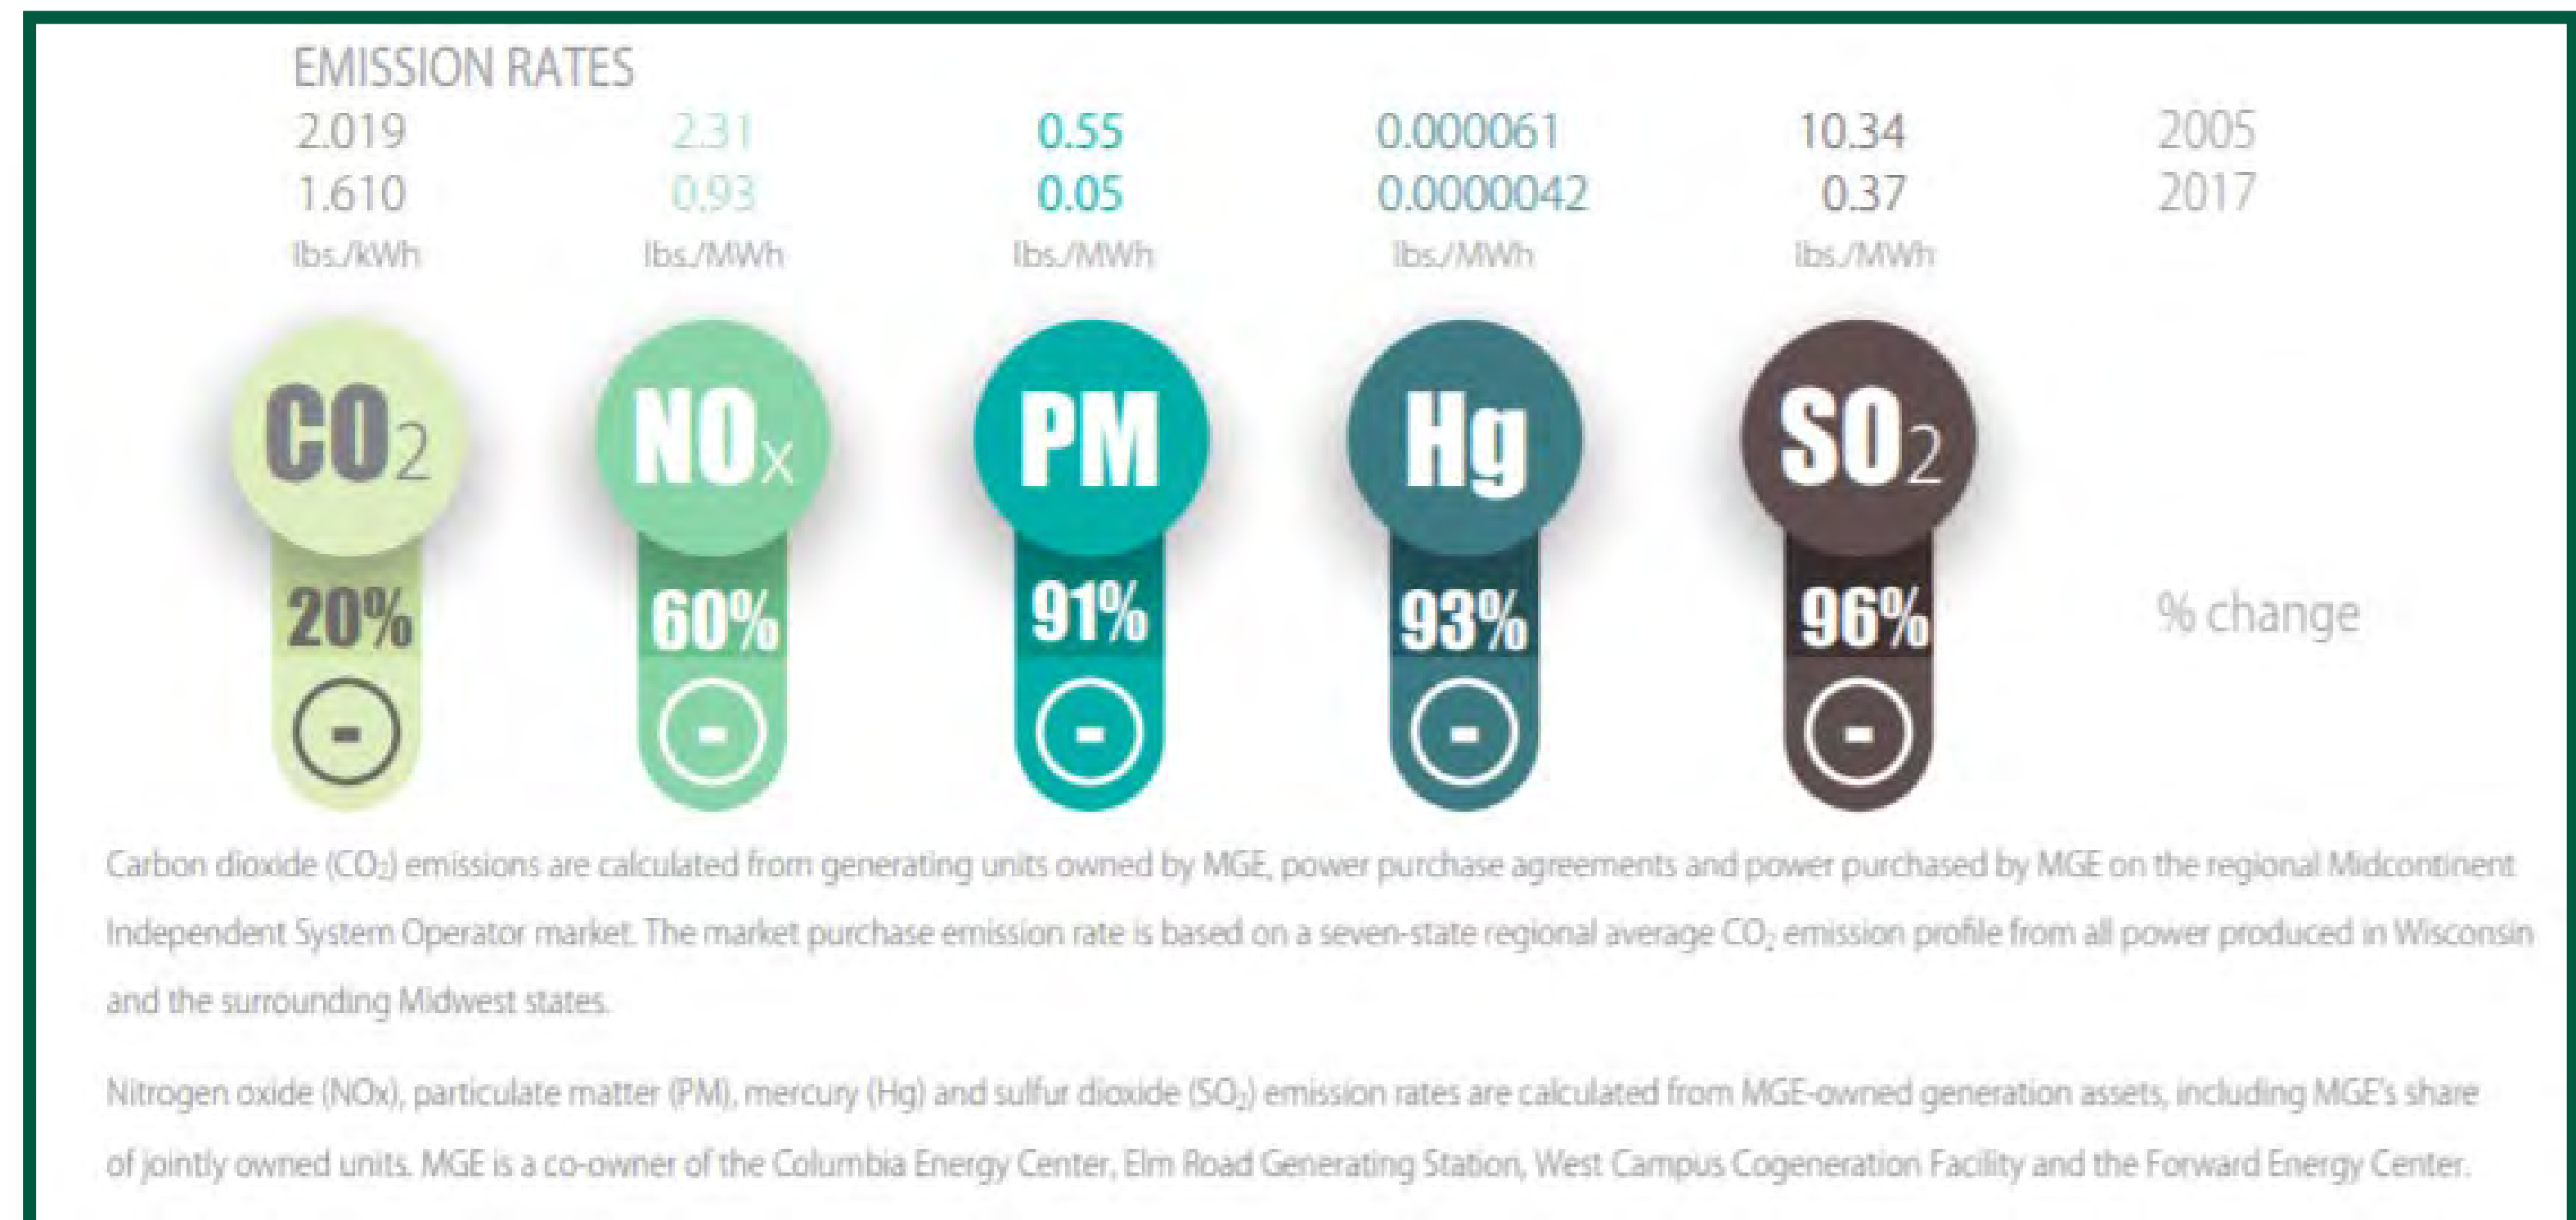 EMISSION RATES
2.019 2.31 0.55 0.000061 10.34 2005
1.610 0.93 0.05 0.0000042 0.37 2017
lbs./kWh lbs./MWh lbs./MWh lbs./MWh lbs./MWh
CO₂ NOx PM Hg SO₂
20% 60% 91% 93% 96% % change
- - - - -
Carbon dioxide (CO₂) emissions are calculated from generating units owned by MGE, power purchase agreements and power purchased by MGE on the regional Midcontinent
Independent System Operator market. The market purchase emission rate is based on a seven-state regional average CO₂ emission profile from all power produced in Wisconsin
and the surrounding Midwest states.
Nitrogen oxide (NOx), particulate matter (PM), mercury (Hg) and sulfur dioxide (SO₂) emission rates are calculated from MGE-owned generation assets, including MGE's share
of jointly owned units. MGE is a co-owner of the Columbia Energy Center, Elm Road Generating Station, West Campus Cogeneration Facility and the Forward Energy Center.